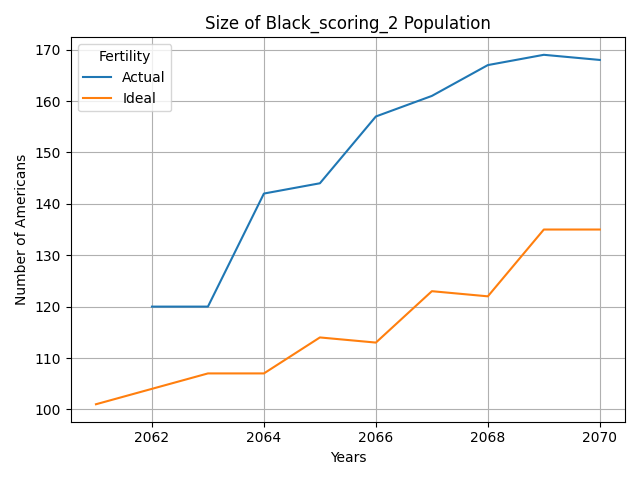 Size of Black_scoring_2 Population
Fertility
Actual
Ideal
Number of Americans
170
160
150
140
130
120
110
100
2062
2064
2066
2068
2070
Years